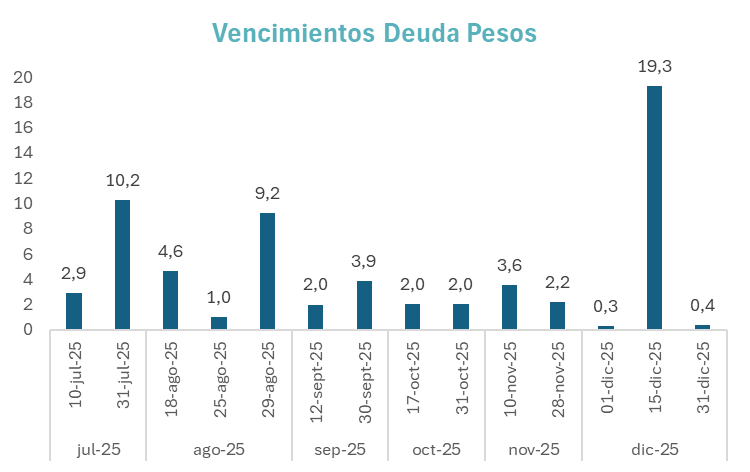 Vencimientos Deuda Pesos
20
18
16
14
12
10
8
6
4
2
0
2,9
10,2
4,6
1,0
9,2
2,0
3,9
2,0
2,0
3,6
2,2
0,3
19,3
0,4
10-jul-25
31-jul-25
18-ago-25
25-ago-25
29-ago-25
12-sept-25
30-sept-25
17-oct-25
31-oct-25
10-nov-25
28-nov-25
01-dic-25
15-dic-25
31-dic-25
jul-25
ago-25
sep-25
oct-25
nov-25
dic-25